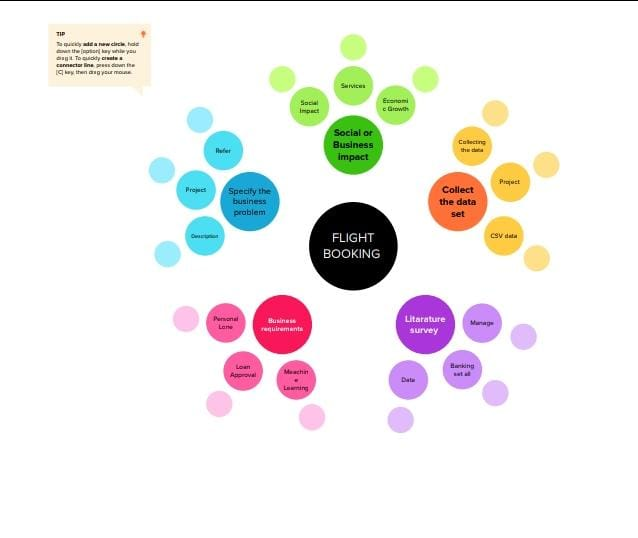 TIP
To quickly add a new circle, hold
down the [option] key while you
drag it. To quickly create a
connector line, press down the
[C] key, then drag your mouse.
Services
Social
Impact
Economi
c Growth
Social or
Business
impact
Collecting
the data
Project
Collect
the data
set
CSV data
Refer
Project
Specify the
business
problem
Description
FLIGHT
BOOKING
Personal
Lone
Business
requirements
Loan
Approval
Meachin
e
Learning
Litarature
survey
Manage
Banking
set all
Data